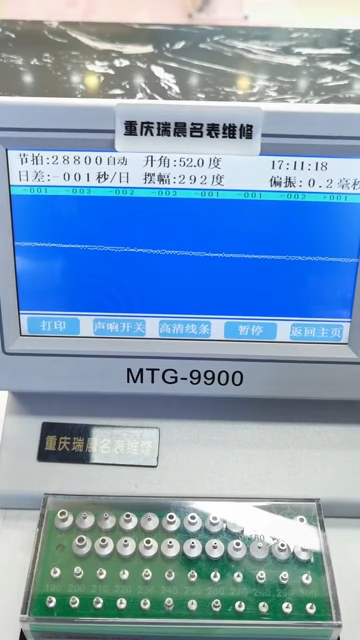 重庆瑞晨名表维修
节拍:28800自动 升角:52.0度 17:11:18
日差:-001秒/日 摆幅:292度 偏振:0.2毫秒
-001 -003 -002 -002 -001 -001 -002 +001
打印 声响开关 高清线条 暂停 返回主页
MTG-9900
重庆瑞晨名表维修